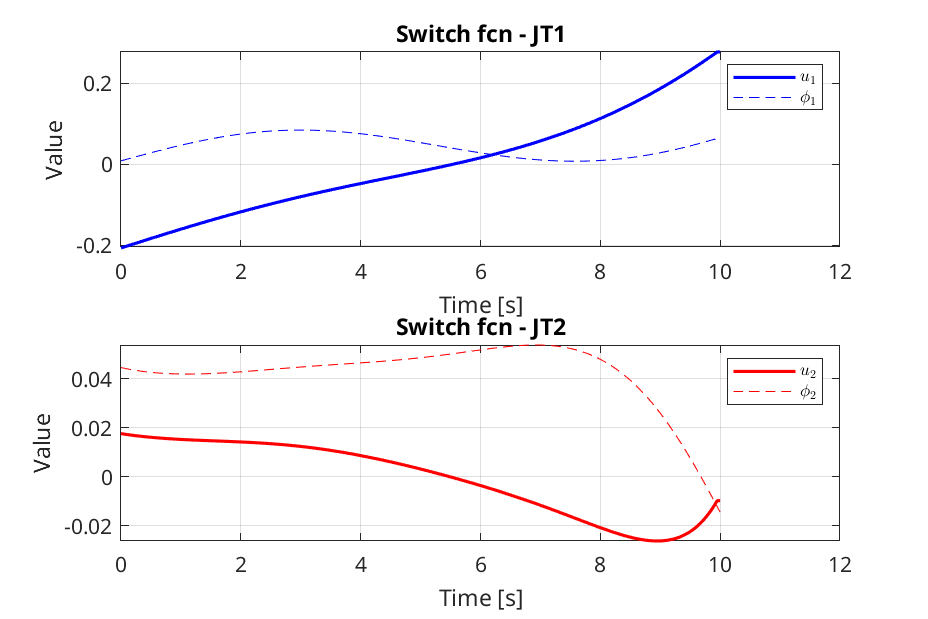 Switch fcn - JT1
Value
0.2
0
-0.2
u₁
ϕ₁
0 2 4 6 8 10 12
Time [s]
Switch fcn - JT2
Value
0.04
0.02
0
-0.02
u₂
ϕ₂
0 2 4 6 8 10 12
Time [s]